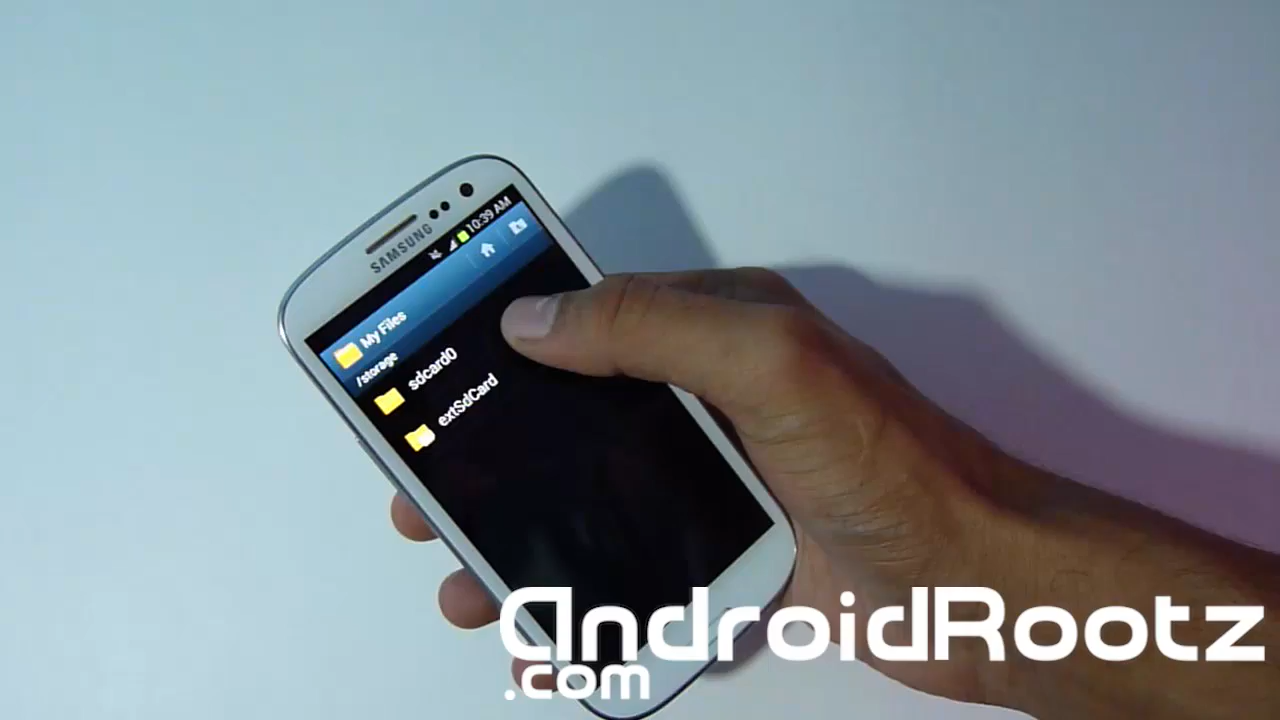 SAMSUNG
10:39 AM
My Files
/storage
sdcard0
extSdCard
AndroidRootz
.com